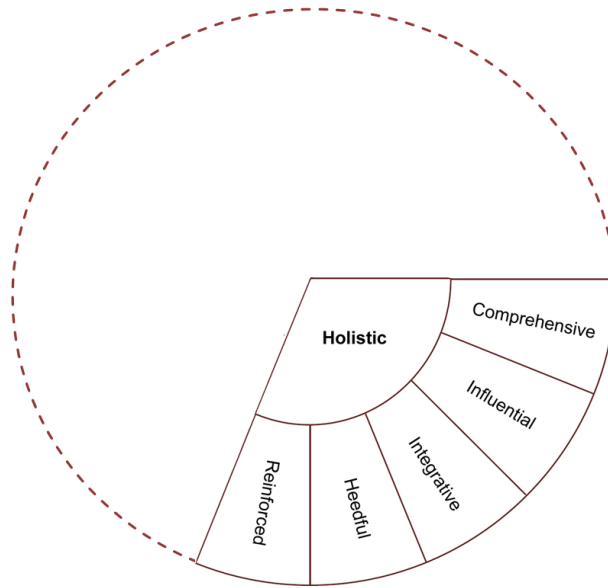 Comprehensive
Holistic
Influential
Integrative
Heedful
Reinforced